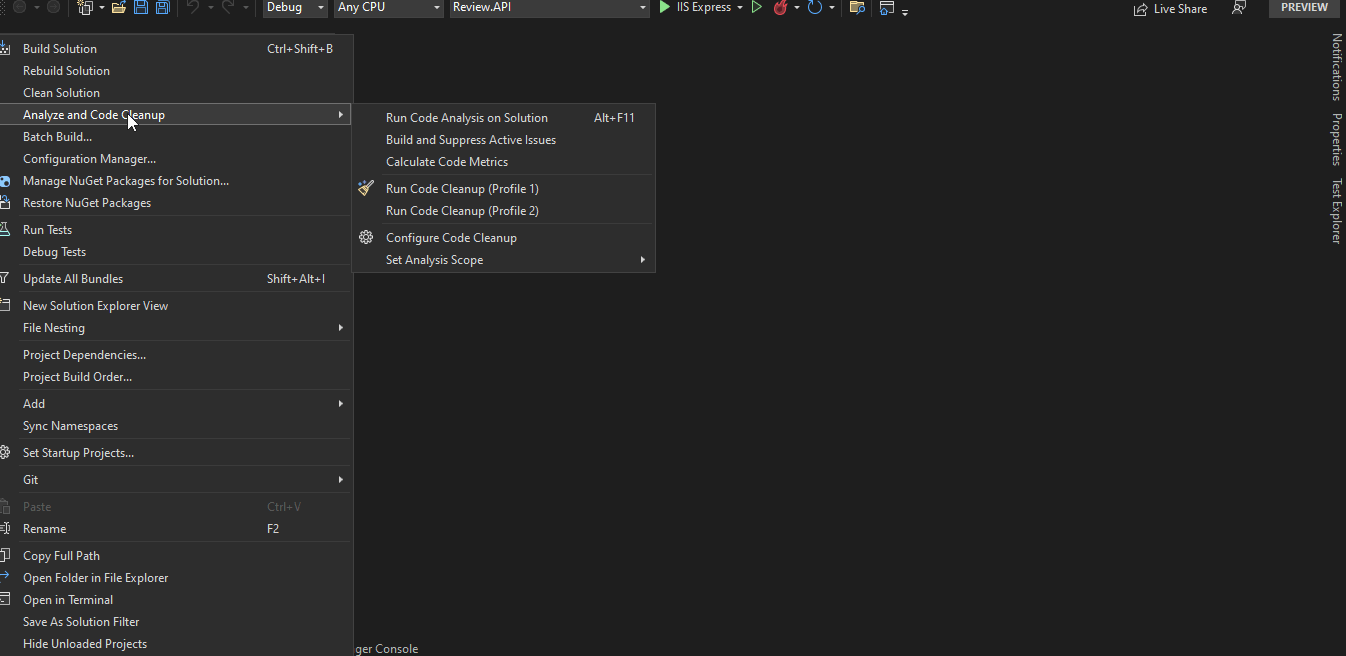 Debug
Any CPU
Review.API
IIS Express
Live Share
PREVIEW
Build Solution Ctrl+Shift+B
Rebuild Solution
Clean Solution
Analyze and Code Cleanup
Batch Build...
Configuration Manager...
Manage NuGet Packages for Solution...
Restore NuGet Packages
Run Tests
Debug Tests
Update All Bundles Shift+Alt+I
New Solution Explorer View
File Nesting
Project Dependencies...
Project Build Order...
Add
Sync Namespaces
Set Startup Projects...
Git
Paste Ctrl+V
Rename F2
Copy Full Path
Open Folder in File Explorer
Open in Terminal
Save As Solution Filter
Hide Unloaded Projects
Run Code Analysis on Solution Alt+F11
Build and Suppress Active Issues
Calculate Code Metrics
Run Code Cleanup (Profile 1)
Run Code Cleanup (Profile 2)
Configure Code Cleanup
Set Analysis Scope
ger Console
Notifications
Properties
Test Explorer